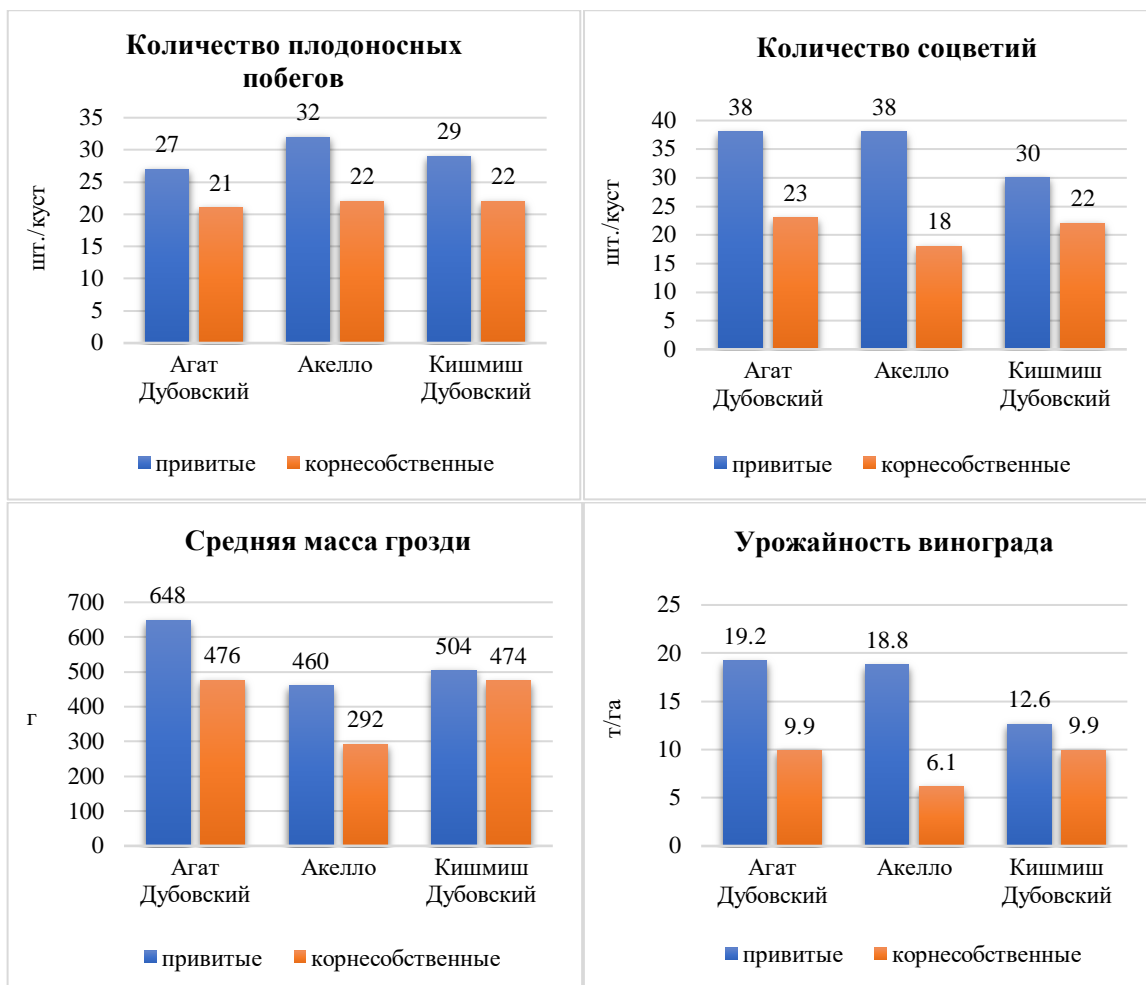 Количество плодоносных
побегов
шт./куст
35
30
25
20
15
10
5
0
27
21
32
22
29
22
Агат
Дубовский
Акелло
Кишмиш
Дубовский
привитые
корнесобственные
Количество соцветий
шт./куст
40
35
30
25
20
15
10
5
0
38
23
38
18
30
22
Агат
Дубовский
Акелло
Кишмиш
Дубовский
привитые
корнесобственные
Средняя масса грозди
г
700
600
500
400
300
200
100
0
648
476
460
292
504
474
Агат
Дубовский
Акелло
Кишмиш
Дубовский
привитые
корнесобственные
Урожайность винограда
т/га
25
20
15
10
5
0
19.2
9.9
18.8
6.1
12.6
9.9
Агат
Дубовский
Акелло
Кишмиш
Дубовский
привитые
корнесобственные